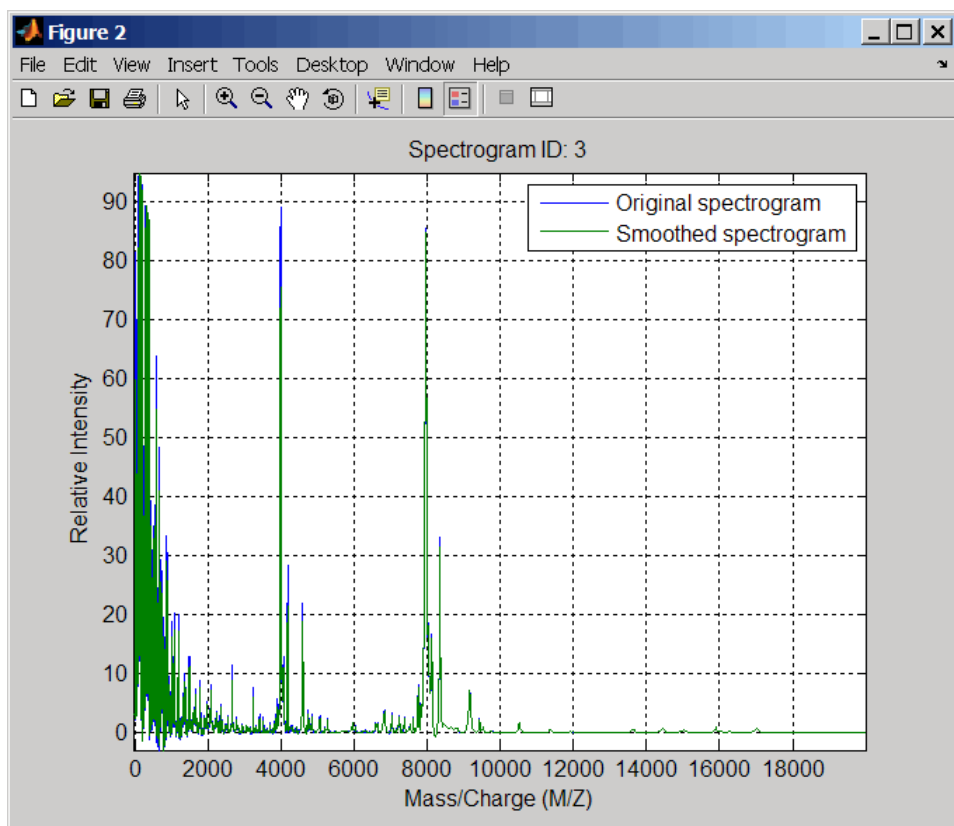 Figure 2
File Edit View Insert Tools Desktop Window Help
Spectrogram ID: 3
Original spectrogram
Smoothed spectrogram
90
80
70
60
50
40
30
20
10
0
Relative Intensity
0 2000 4000 6000 8000 10000 12000 14000 16000 18000
Mass/Charge (M/Z)